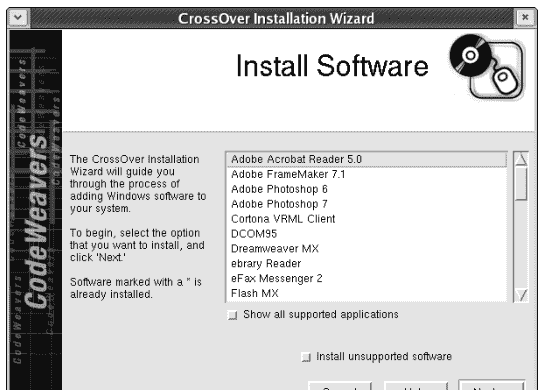 CrossOver Installation Wizard
Install Software
CodeWeavers
The CrossOver Installation
Wizard will guide you
through the process of
adding Windows software to
your system.
To begin, select the option
that you want to install, and
click 'Next.'
Software marked with a * is
already installed.
Adobe Acrobat Reader 5.0
Adobe FrameMaker 7.1
Adobe Photoshop 6
Adobe Photoshop 7
Cortona VRML Client
DCOM95
Dreamweaver MX
ebrary Reader
eFax Messenger 2
Flash MX
Show all supported applications
Install unsupported software